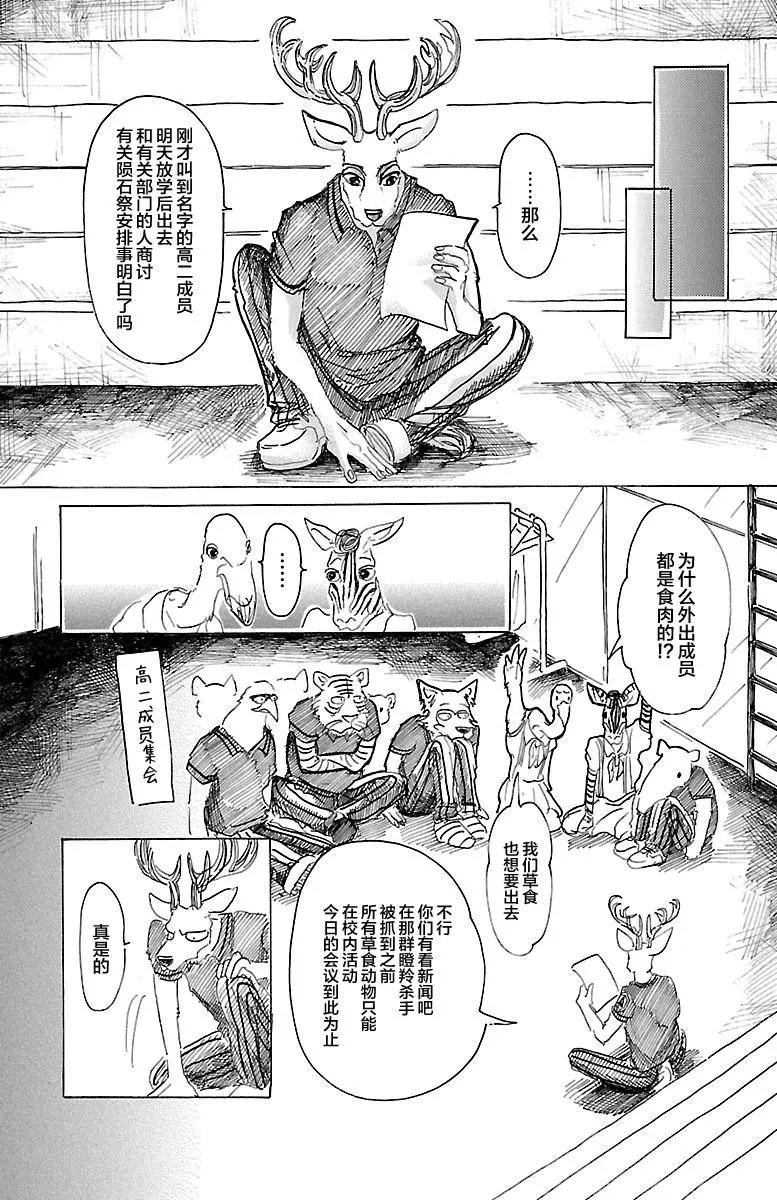 ……那么
刚才叫到名字的高二成员
明天放学后出去
和有关部门的人商讨
有关陨石祭安排事明白了吗
为什么外出成员
都是食肉的!?
……
高二成员集会
我们草食
也想要出去
不行
你们有看新闻吧
在那群瞪羚杀手
被抓到之前
所有草食动物只能
在校内活动
今日的会议到此为止
真是的